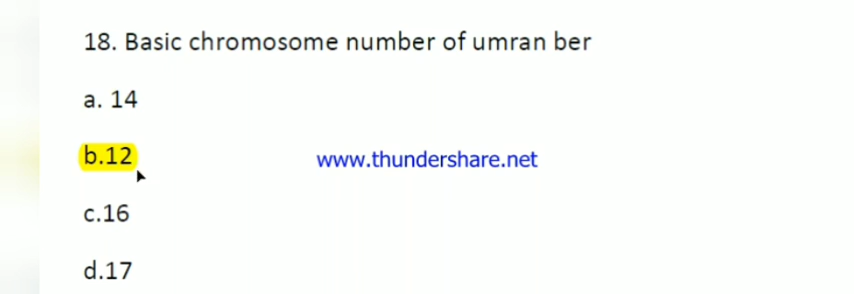 18. Basic chromosome number of umran ber
a. 14
b.12
www.thundershare.net
c.16
d.17